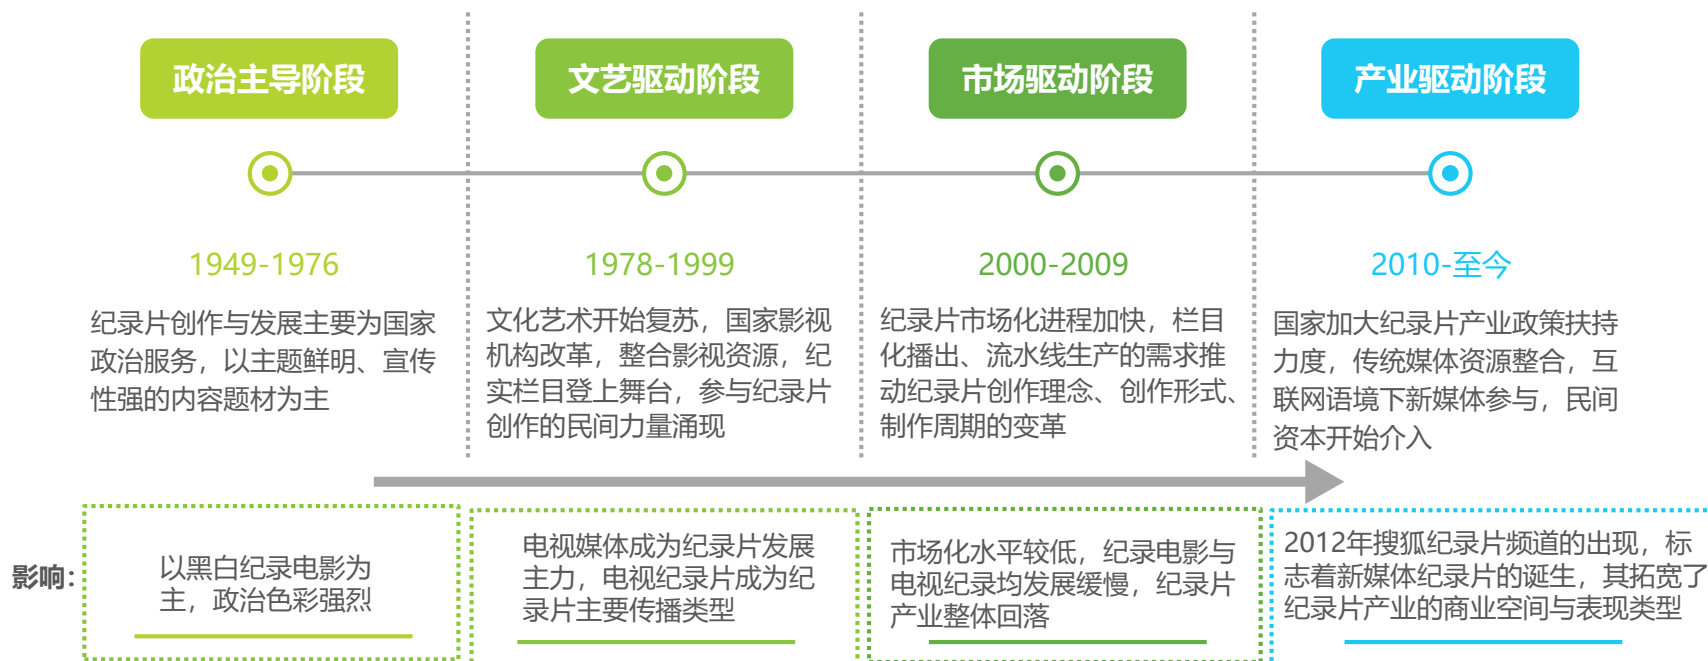 政治主导阶段
文艺驱动阶段
市场驱动阶段
产业驱动阶段
1949-1976
1978-1999
2000-2009
2010-至今
纪录片创作与发展主要为国家
政治服务，以主题鲜明、宣传
性强的内容题材为主
文化艺术开始复苏，国家影视
机构改革，整合影视资源，纪
实栏目登上舞台，参与纪录片
创作的民间力量涌现
纪录片市场化进程加快，栏目
化播出、流水线生产的需求推
动纪录片创作理念、创作形式、
制作周期的变革
国家加大纪录片产业政策扶持
力度，传统媒体资源整合，互
联网语境下新媒体参与，民间
资本开始介入
影响：
以黑白纪录电影为
主，政治色彩强烈
电视媒体成为纪录片发展
主力，电视纪录片成为纪
录片主要传播类型
市场化水平较低，纪录电影与
电视纪录均发展缓慢，纪录片
产业整体回落
2012年搜狐纪录片频道的出现，标
志着新媒体纪录片的诞生，其拓宽了
纪录片产业的商业空间与表现类型